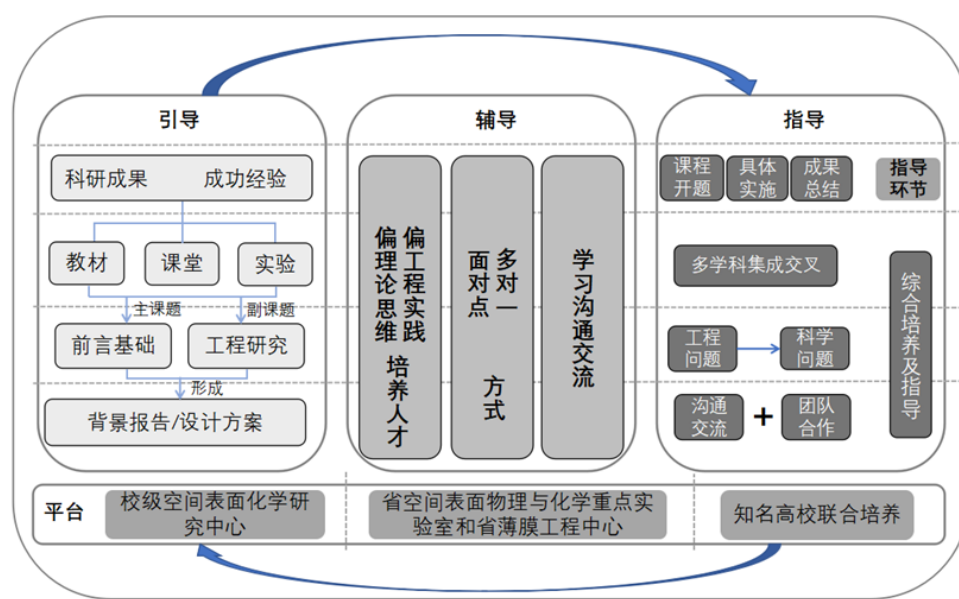 引导
科研成果 成功经验
教材
课堂
实验
主课题
副课题
前言基础
工程研究
形成
背景报告/设计方案
辅导
偏工程实践
偏理论思维
培养人才
多对一
面对点
方式
学习沟通交流
指导
课程
开题
具体
实施
成果
总结
指导
环节
多学科集成交叉
工程
问题
科学
问题
沟通
交流
+
团队
合作
综合培养及指导
平台
校级空间表面化学研
究中心
省空间表面物理与化学重点实
验室和省薄膜工程中心
知名高校联合培养